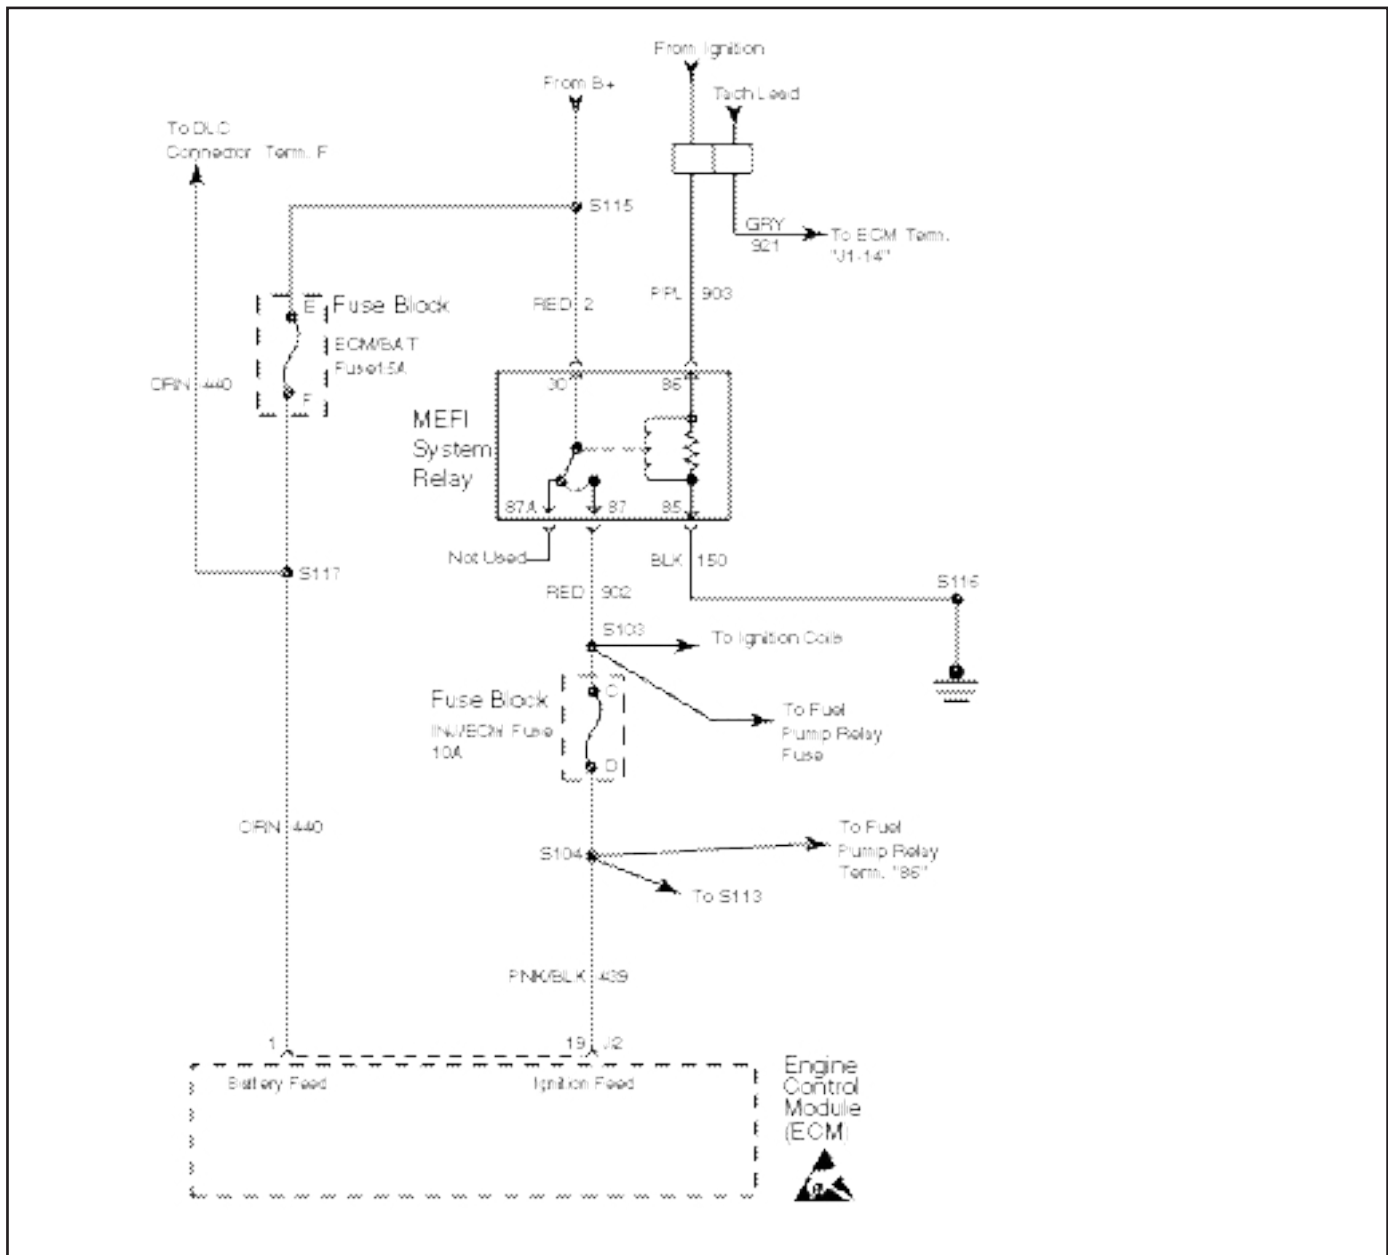 From Ignition
From B+
Tach Lead
To DLC
Connector Term. F
S115
GRY
921
To ECM Term.
"J1-14"
RED 2
PPL 903
E Fuse Block
ECM/BAT
Fuse 15A
F
ORN 440
30 86
MEFI
System
Relay
87A 87 85
Not Used
BLK 150
S117
RED 902
S116
S103
To Ignition Coils
C
Fuse Block
INJ/ECM Fuse
10A
D
To Fuel
Pump Relay
Fuse
ORN 440
S104
To Fuel
Pump Relay
Term. "86"
To S113
PNK/BLK 439
1 19 J2
Battery Feed Ignition Feed
Engine
Control
Module
(ECM)